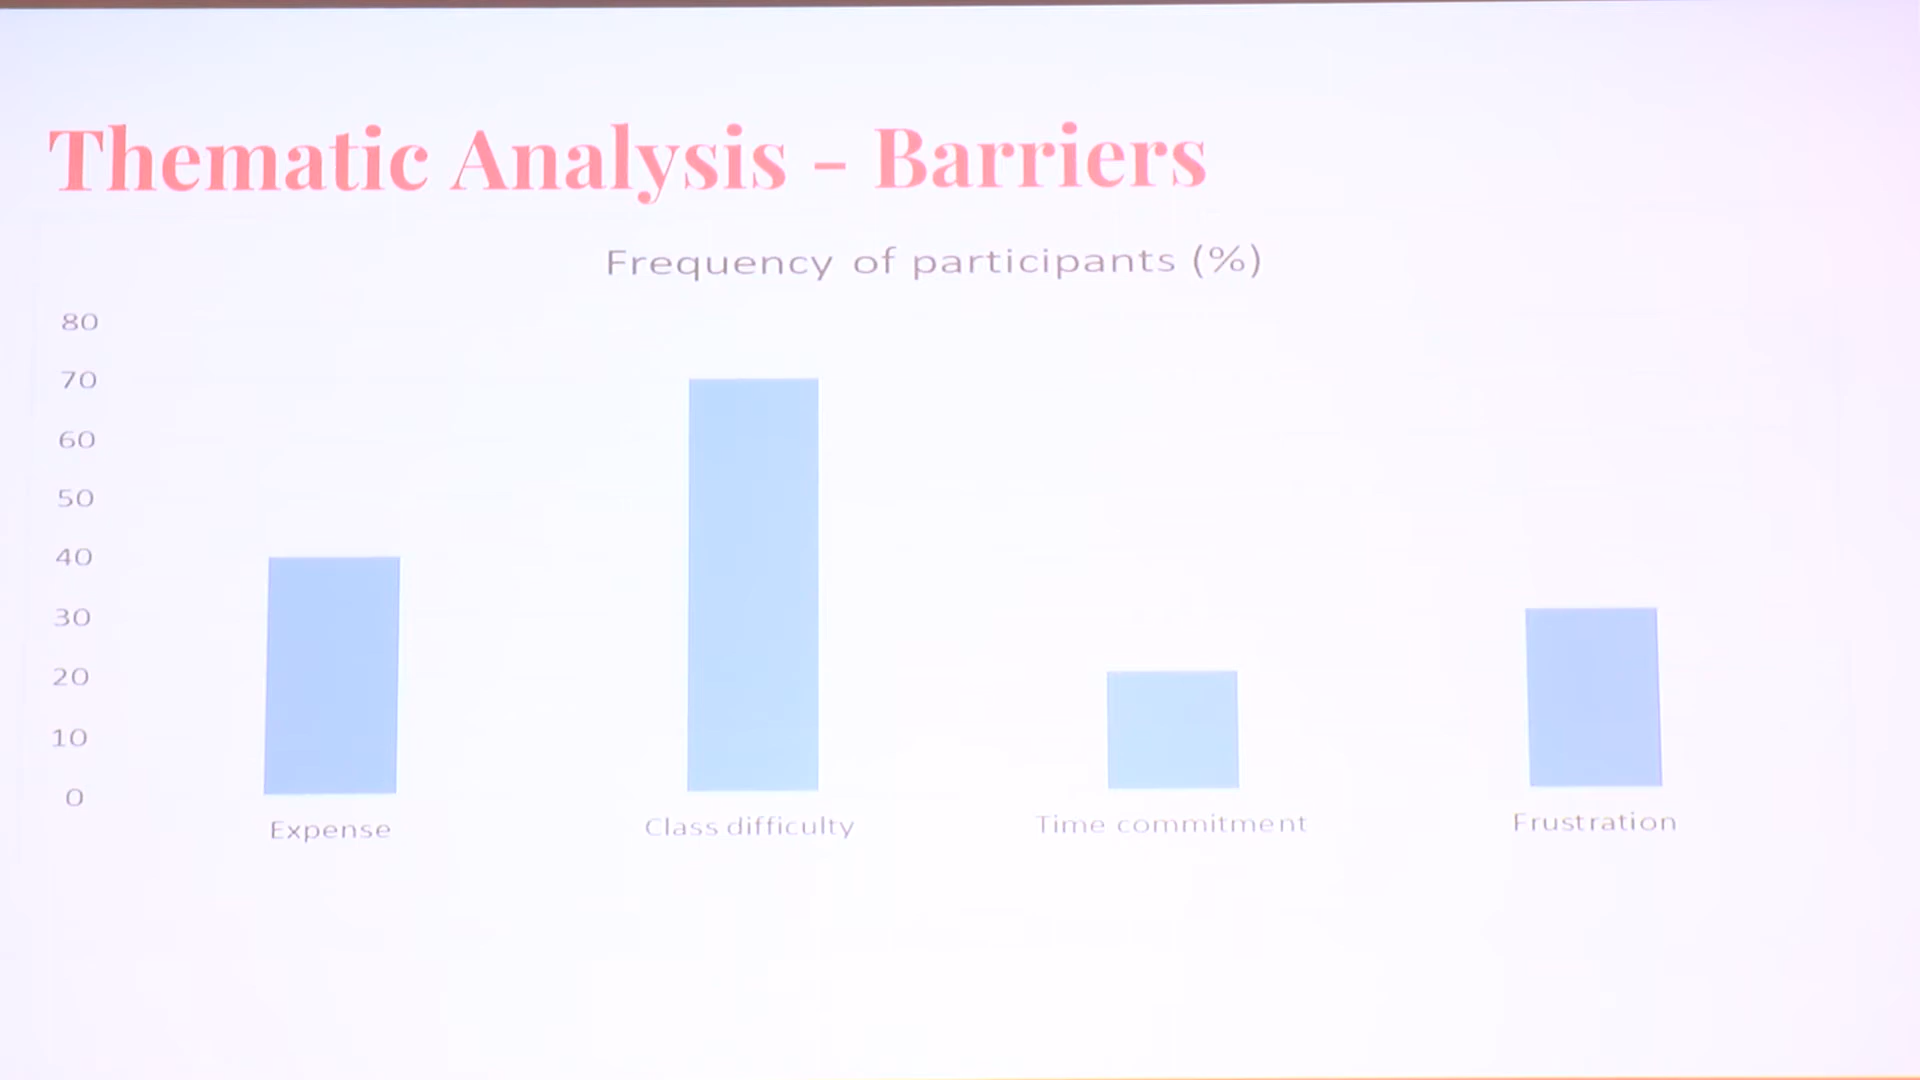 Thematic Analysis - Barriers
Frequency of participants (%)
80
70
60
50
40
30
20
10
0
Expense
Class difficulty
Time commitment
Frustration